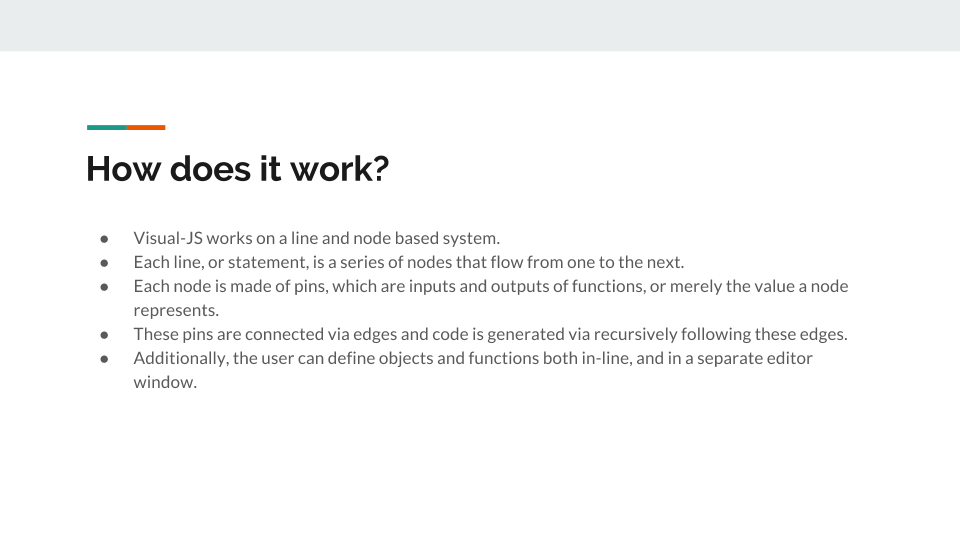 How does it work?
● Visual-JS works on a line and node based system.
● Each line, or statement, is a series of nodes that flow from one to the next.
● Each node is made of pins, which are inputs and outputs of functions, or merely the value a node
represents.
● These pins are connected via edges and code is generated via recursively following these edges.
● Additionally, the user can define objects and functions both in-line, and in a separate editor
window.